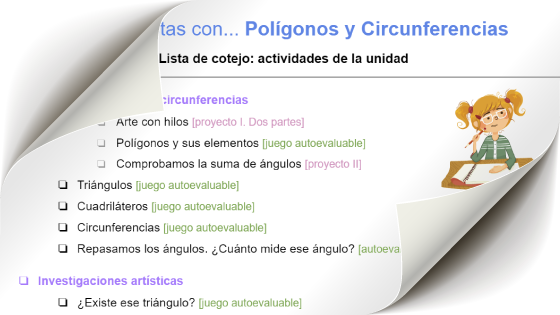 tas con... Polígonos y Circunferencias
Lista de cotejo: actividades de la unidad
circunferencias
Arte con hilos [proyecto I. Dos partes]
Polígonos y sus elementos [juego autoevaluable]
Comprobamos la suma de ángulos [proyecto II]
Triángulos [juego autoevaluable]
Cuadriláteros [juego autoevaluable]
Circunferencias [juego autoevaluable]
Repasamos los ángulos. ¿Cuánto mide ese ángulo? [autoeva
Investigaciones artísticas
¿Existe ese triángulo? [juego autoevaluable]